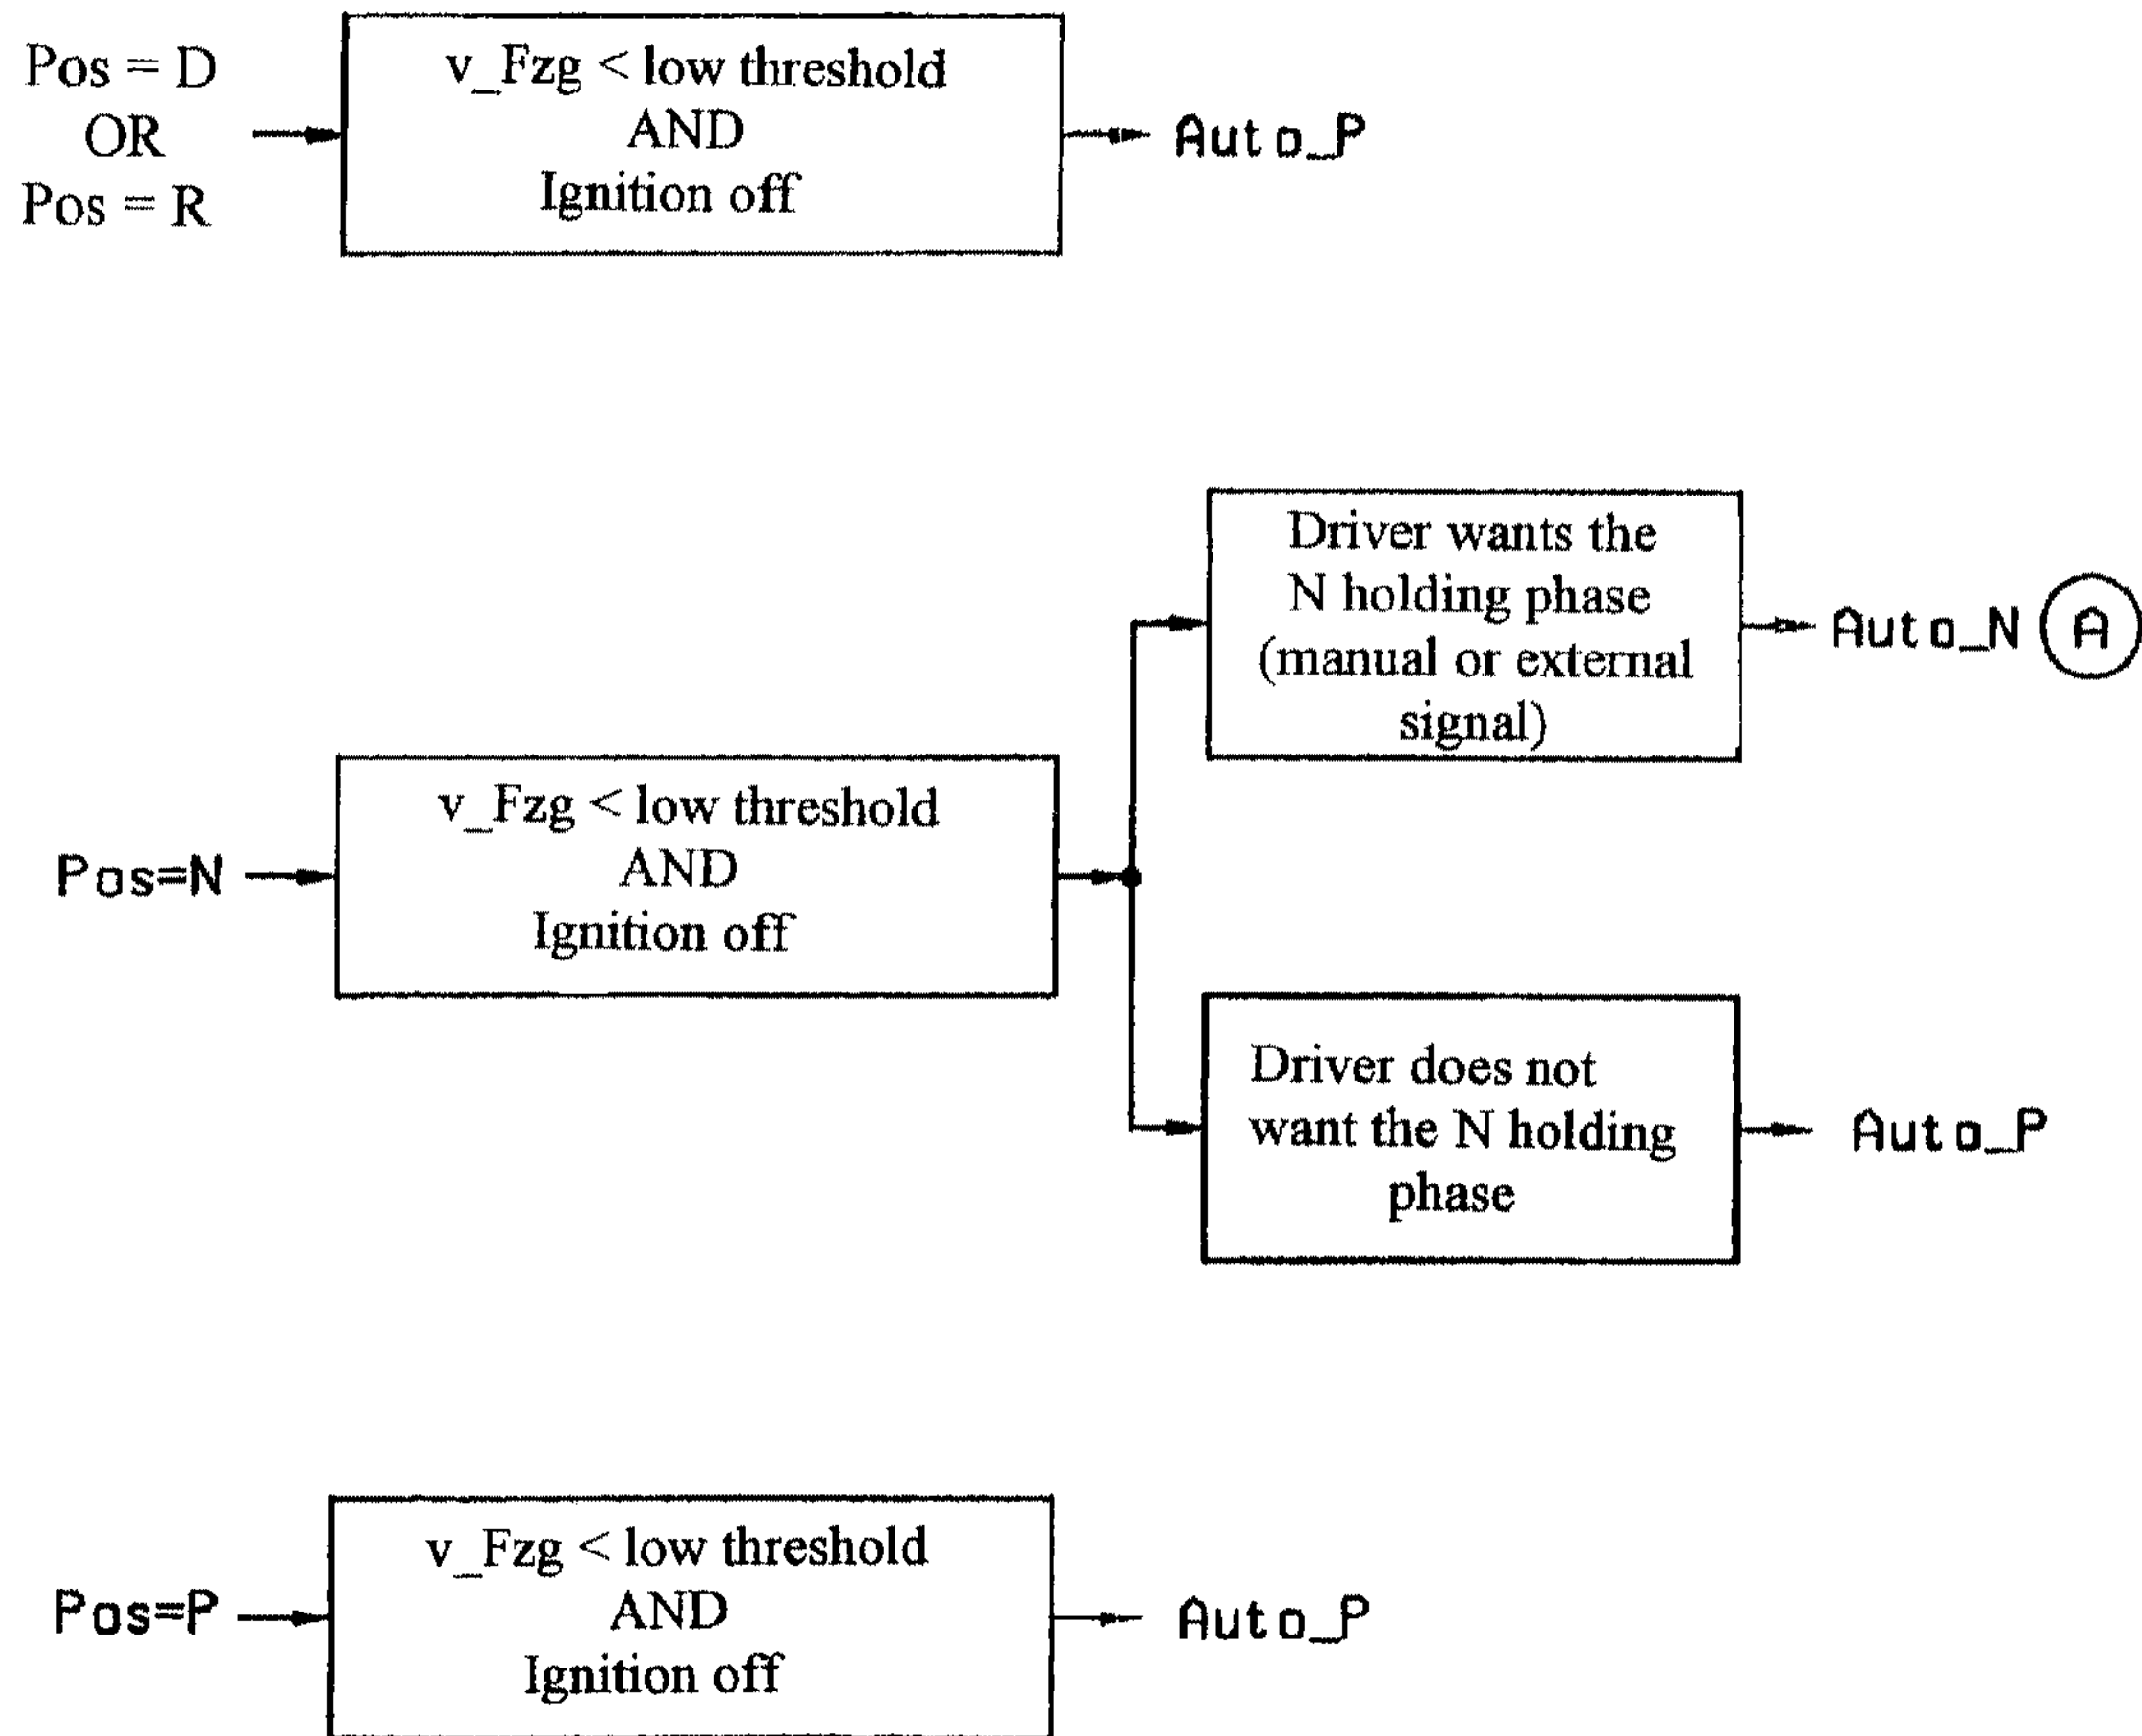 Pos = D
OR
Pos = R
v_Fzg < low threshold
AND
Ignition off
Auto_P
Pos=N
v_Fzg < low threshold
AND
Ignition off
Driver wants the
N holding phase
(manual or external
signal)
Auto_N A
Driver does not
want the N holding
phase
Auto_P
Pos=P
v_Fzg < low threshold
AND
Ignition off
Auto_P